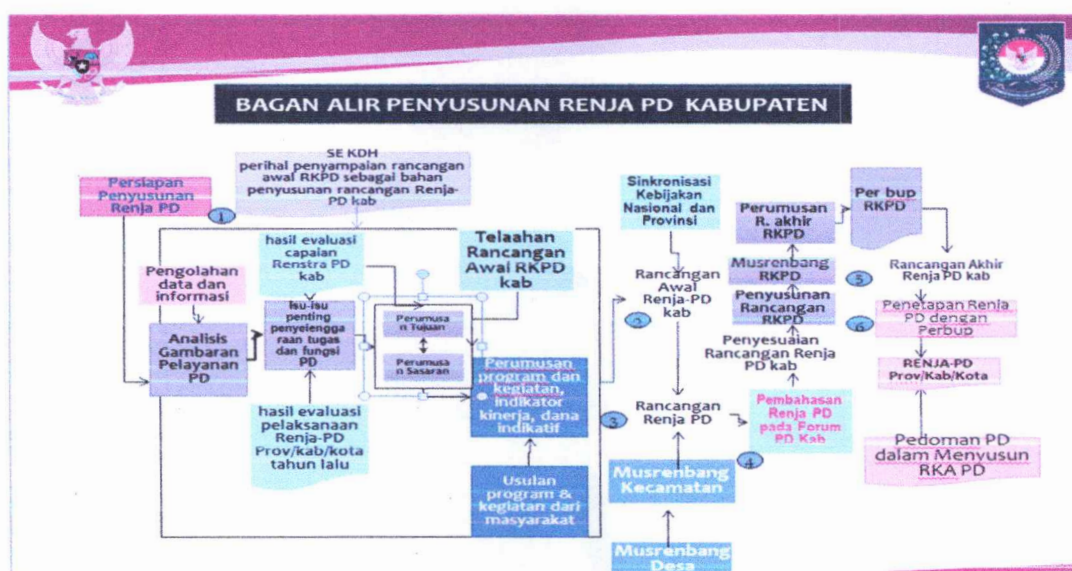 BAGAN ALIR PENYUSUNAN RENJA PD KABUPATEN
SE KDH
perihal penyampaian rancangan
awal RKPD sebagai bahan
penyusunan rancangan Renja-
PD kab
Persiapan
Penyusunan
Renja PD
1
hasil evaluasi
capaian
Renstra PD
kab
Telaahan
Rancangan
Awal RKPD
kab
Pengolahan
data dan
informasi
Analisis
Gambaran
Pelayanan
PD
Isu-isu
penting
penyelengga
raan tugas
dan fungsi
PD
Perumusa
n Tujuan
Perumusa
n Sasaran
Perumusan
program dan
kegiatan,
indikator
kinerja, dana
indikatif
hasil evaluasi
pelaksanaan
Renja-PD
Prov/kab/kota
tahun lalu
Usulan
program &
kegiatan dari
masyarakat
Sinkronisasi
Kebijakan
Nasional dan
Provinsi
2
Rancangan
Awal
Renja-PD
kab
3
Rancangan
Renja PD
Musrenbang
Kecamatan
Musrenbang
Desa
4
Pembahasan
Renja PD
pada Forum
PD Kab
Penyesuaian
Rancangan Renja
PD kab
Penyusunan
Rancangan
RKPD
Musrenbang
RKPD
Perumusan
R. akhir
RKPD
Per bup
RKPD
5
Rancangan Akhir
Renja PD kab
6
Penetapan Renja
PD dengan
Perbup
RENJA-PD
Prov/Kab/Kota
Pedoman PD
dalam Menyusun
RKA PD